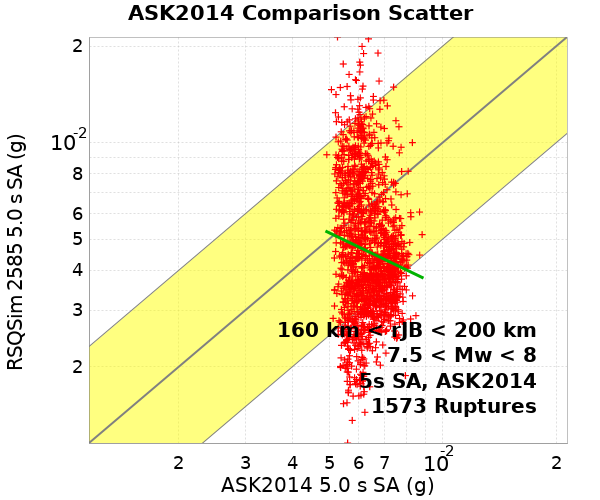 ASK2014 Comparison Scatter
RSQSim 2585 5.0 s SA (g)
2
10-2
8
6
5
4
3
2
160 km < rJB < 200 km
7.5 < Mw < 8
5s SA, ASK2014
1573 Ruptures
2 3 4 5 6 7 10-2 2
ASK2014 5.0 s SA (g)